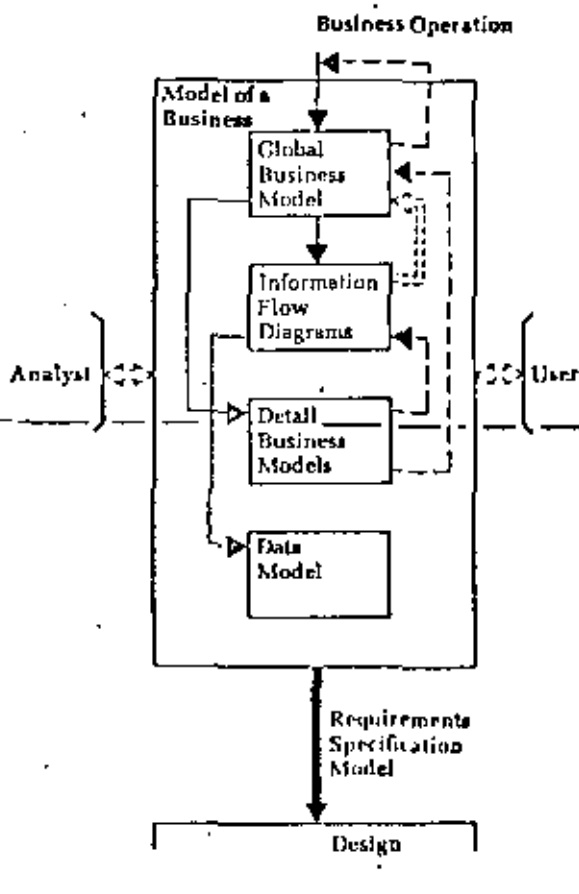 Business Operation
Model of a
Business
Global
Business
Model
Information
Flow
Diagrams
Analyst
User
Detail
Business
Models
Data
Model
Requirements
Specification
Model
Design